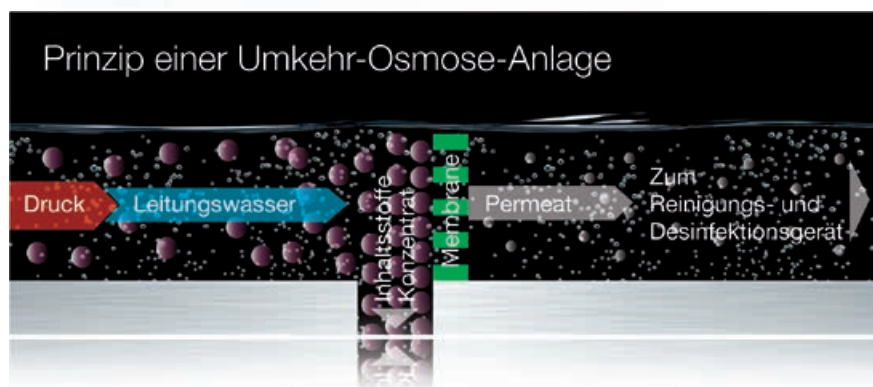 Prinzip einer Umkehr-Osmose-Anlage
Druck
Leitungswasser
Inhaltsstoffe
Konzentrat
Membrane
Permeat
Zum
Reinigungs- und
Desinfektionsgerät